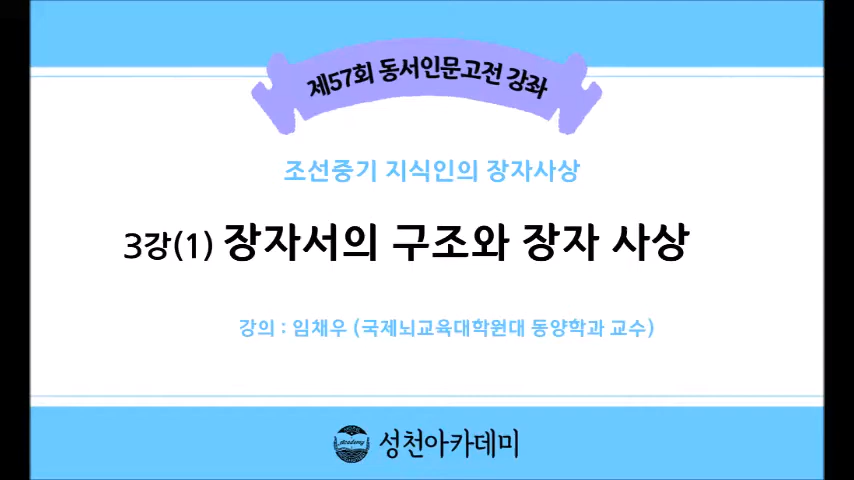 제57회 동서인문고전 강좌
조선중기 지식인의 장자사상
3강(1) 장자서의 구조와 장자 사상
강의 : 임채우 (국제뇌교육대학원대 동양학과 교수)
Academy
성천아카데미